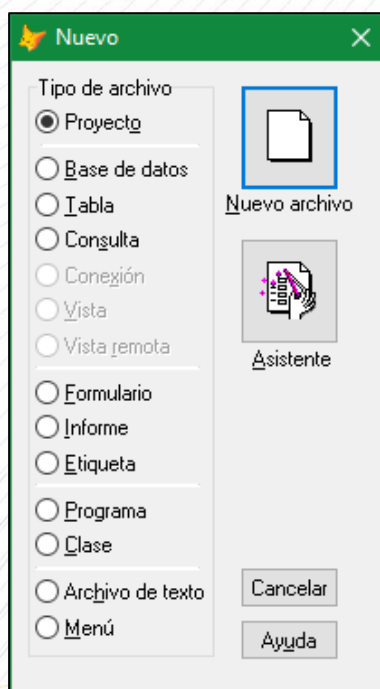 Nuevo
Tipo de archivo
Proyecto
Base de datos
Tabla
Consulta
Conexión
Vista
Vista remota
Formulario
Informe
Etiqueta
Programa
Clase
Archivo de texto
Menú
Nuevo archivo
Asistente
Cancelar
Ayuda